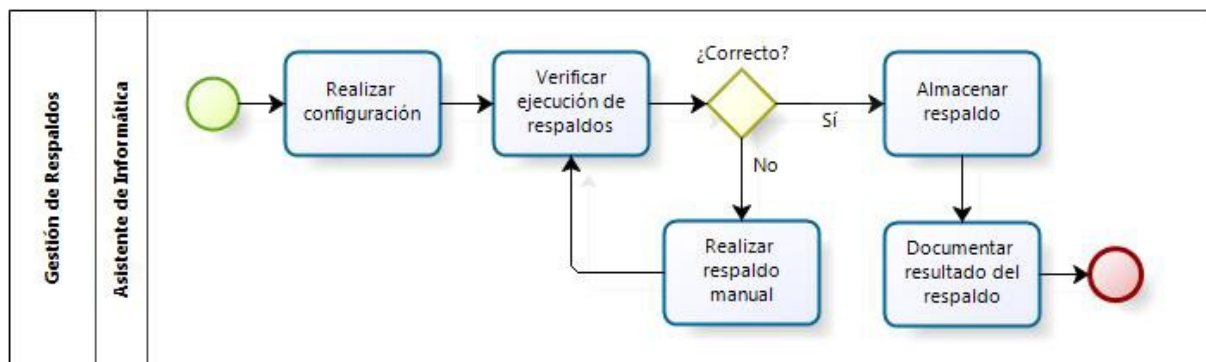 Gestión de Respaldos
Asistente de Informática
Realizar
configuración
Verificar
ejecución de
respaldos
¿Correcto?
Sí
No
Almacenar
respaldo
Realizar
respaldo
manual
Documentar
resultado del
respaldo